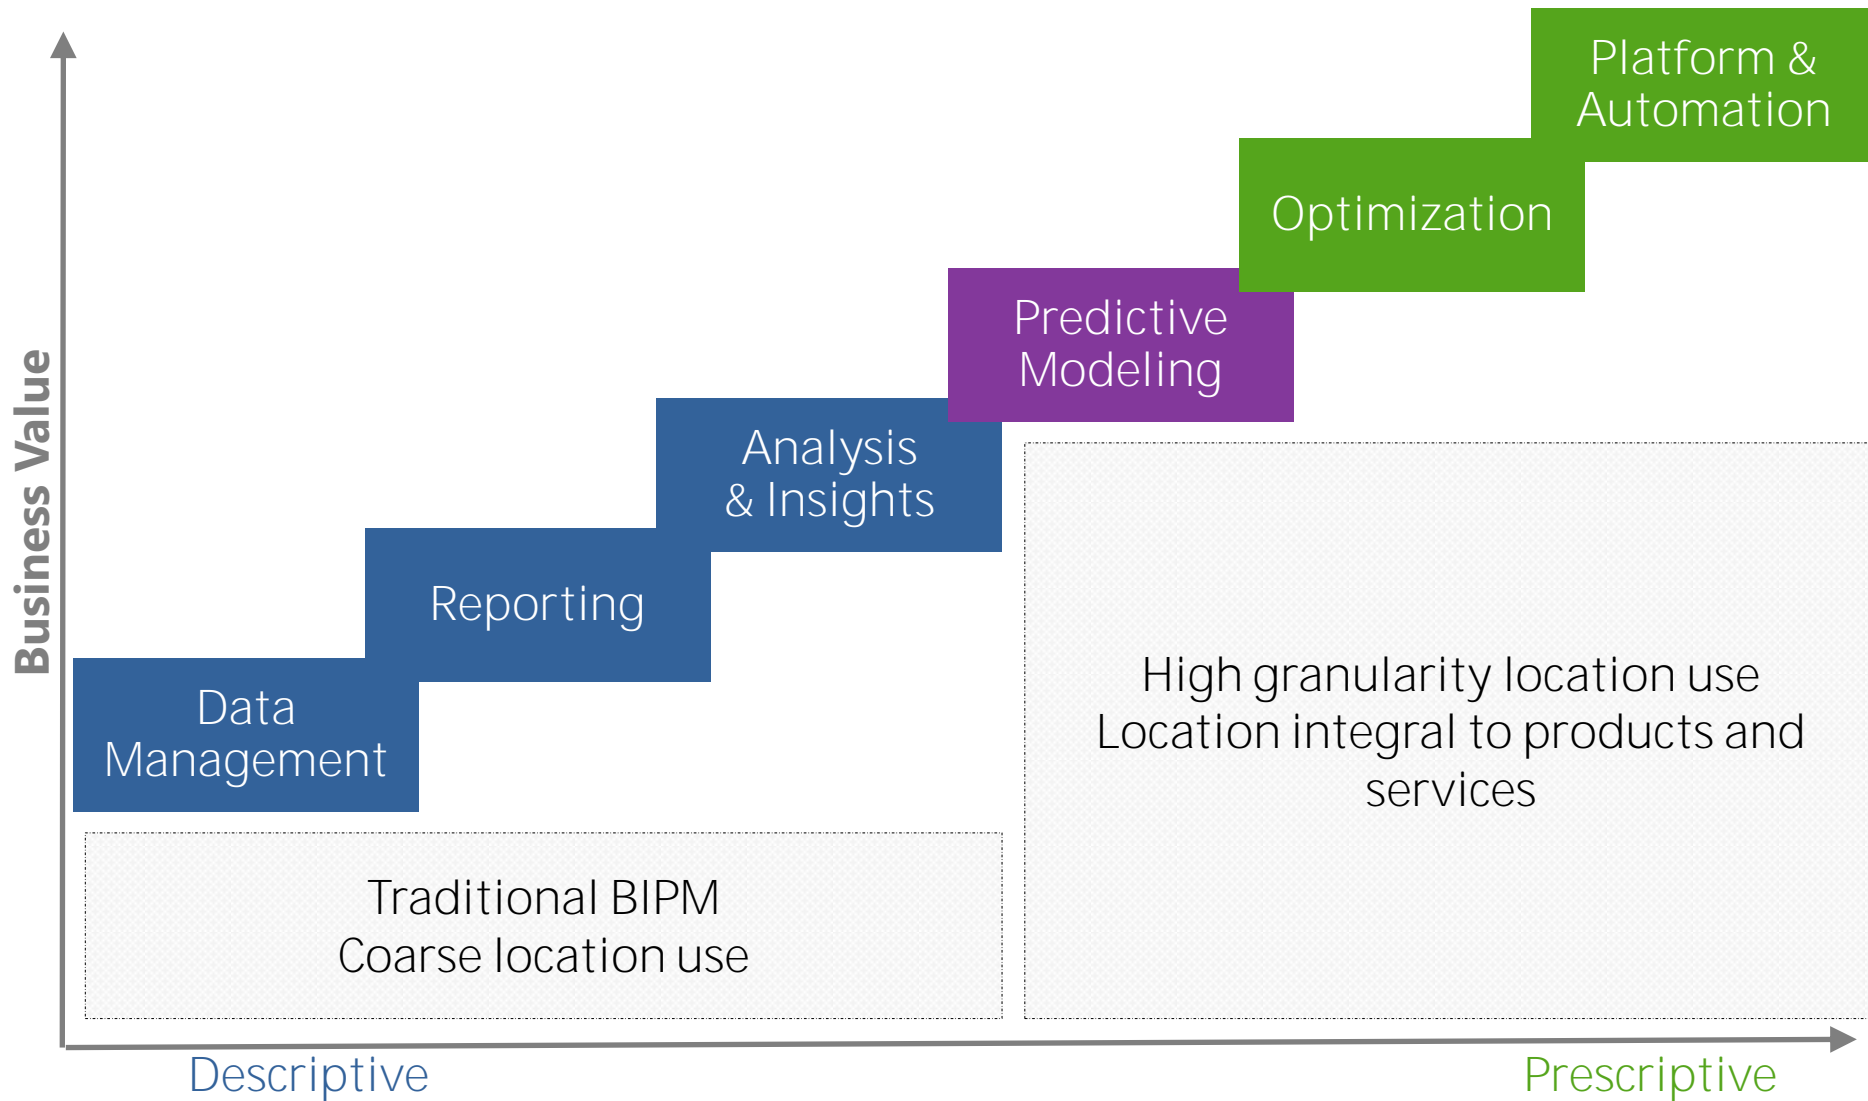 Platform &
Automation
Optimization
Predictive
Modeling
Analysis
& Insights
Reporting
Data
Management
Business Value
High granularity location use
Location integral to products and
services
Traditional BIPM
Coarse location use
Descriptive
Prescriptive